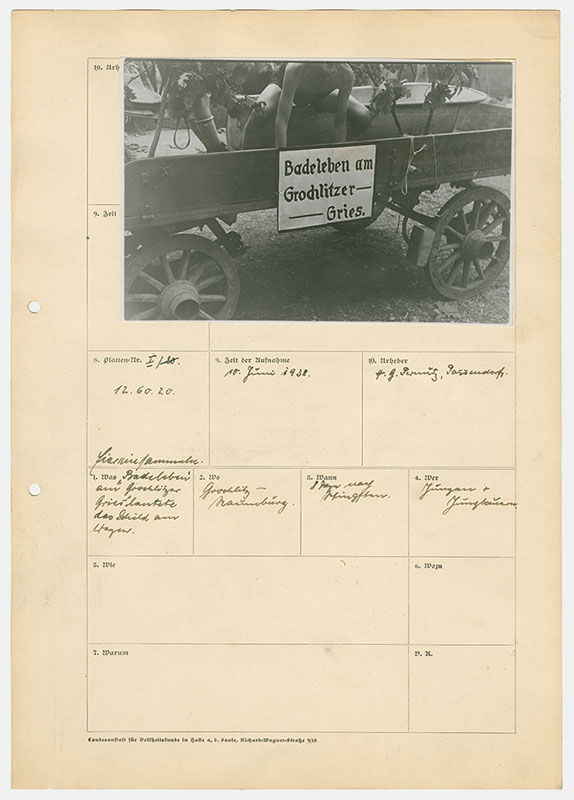 10. Urh
9. Zeit
Badeleben am
Grochlitzer—
—Gries.
8. Platten-Nr. I/20.
12.60.20.
9. Zeit der Aufnahme
10. Juni 1938.
10. Urheber
H. G.
Eiereinsammeln.
1. Was "Badeleben
am Grochlitzer
Gries" lautete
das Schild am
Wagen.
2. Wo
Grochlitz –
Naumburg.
3. Wann
8 Tage nach
Pfingsten.
4. Wer
Jungen +
5. Wie
6. Wozu
7. Warum
B. A.
Landesanstalt für Volkheitskunde in Halle a. d. Saale, Richard-Wagner-Straße 9/10